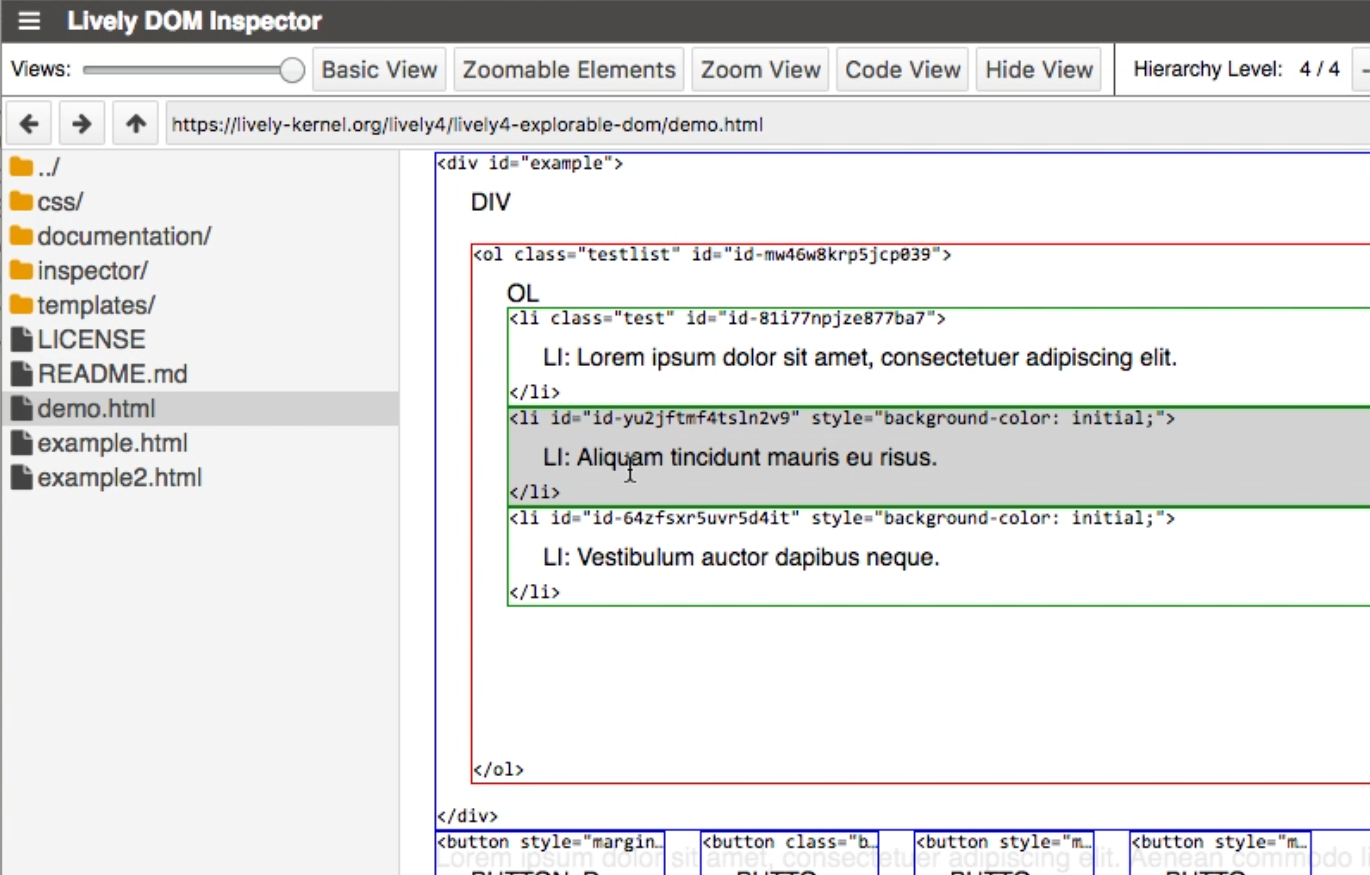 Lively DOM Inspector
Views: Basic View Zoomable Elements Zoom View Code View Hide View Hierarchy Level: 4 / 4 -
https://lively-kernel.org/lively4/lively4-explorable-dom/demo.html
../
css/
documentation/
inspector/
templates/
LICENSE
README.md
demo.html
example.html
example2.html
<div id="example">
DIV
<ol class="testlist" id="id-mw46w8krp5jcp039">
OL
<li class="test" id="id-81i77npjze877ba7">
LI: Lorem ipsum dolor sit amet, consectetuer adipiscing elit.
</li>
<li id="id-yu2jftmf4tsln2v9" style="background-color: initial;">
LI: Aliquam tincidunt mauris eu risus.
</li>
<li id="id-64zfsxr5uvr5d4it" style="background-color: initial;">
LI: Vestibulum auctor dapibus neque.
</li>
</ol>
</div>
<button style="margin… <button class="b… <button style="m… <button style="m…
Lorem ipsum dolor sit amet, consectetuer adipiscing elit. Aenean commodo li